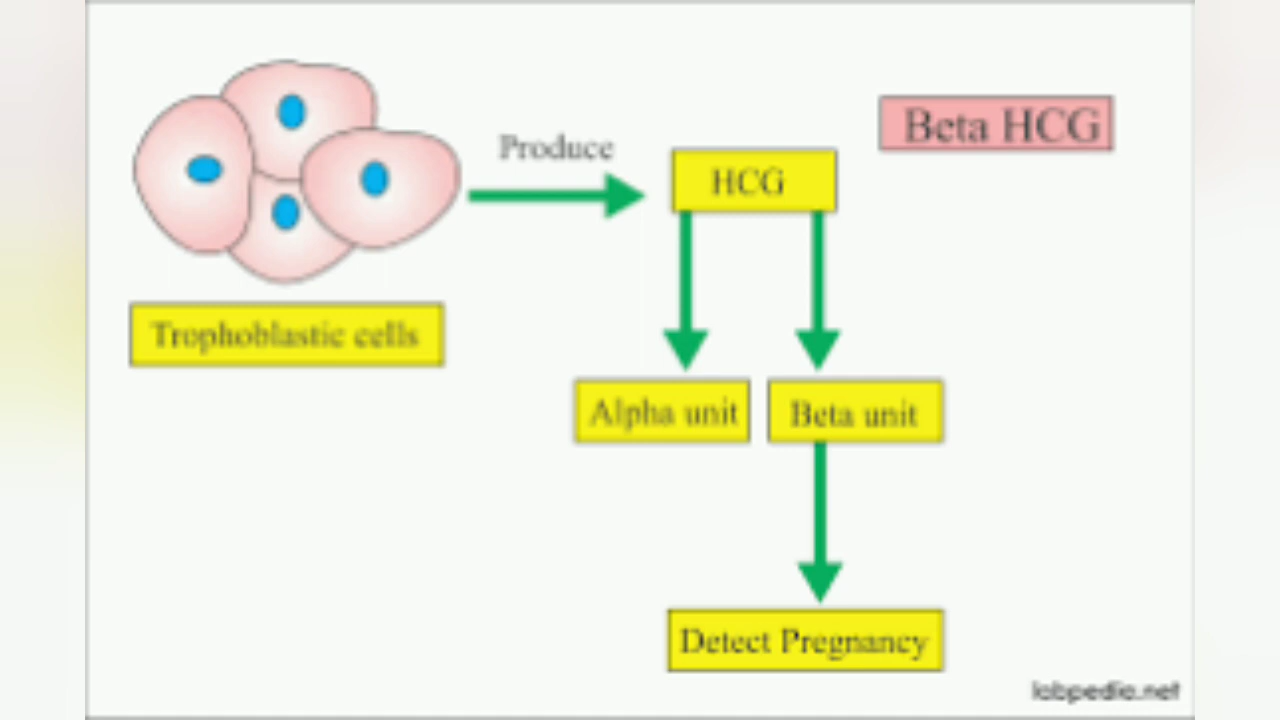 Beta HCG
Produce
HCG
Trophoblastic cells
Alpha unit
Beta unit
Detect Pregnancy
labpedia.net